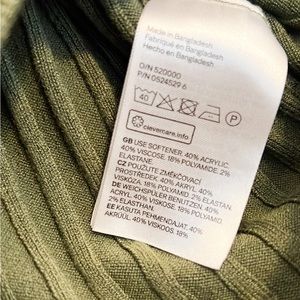 Made in Bangladesh
Fabriqué en Bangladesh
Hecho en Bangladesh
O/N 520000
P/N 0524529 6
40
P
clevercare.info
GB USE SOFTENER. 40% ACRYLIC.
40% VISCOSE. 18% POLYAMIDE. 2%
ELASTANE.
CZ POUŽIJTE ZMĚKČOVACÍ
PROSTŘEDEK. 40% AKRYL. 40%
VISKÓZA. 18% POLYAMID. 2%
ELASTAN.
DE WEICHSPÜLER BENUTZEN. 40%
ACRYL. 40% VISKOSE. 18% POLYAMID.
2% ELASTAN.
EE KASUTA PEHMENDAJAT. 40%
AKRÜÜL. 40% VISKOOS. 18%